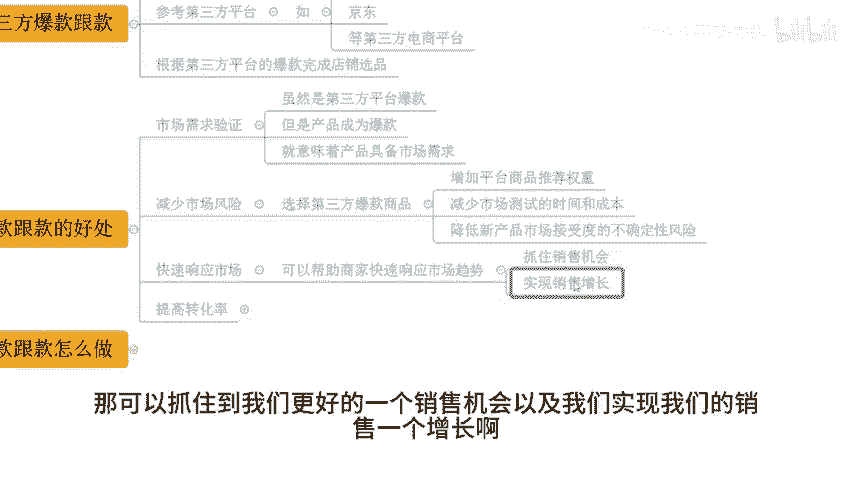 三方爆款跟款
参考第三方平台
如
京东
等第三方电商平台
根据第三方平台的爆款完成店铺选品
虽然是第三方平台爆款
市场需求验证
但是产品成为爆款
就意味着产品具备市场需求
增加平台商品推荐权重
减少市场风险
选择第三方爆款商品
减少市场测试的时间和成本
款跟款的好处
降低新产品市场接受度的不确定性风险
抓住销售机会
快速响应市场
可以帮助商家快速响应市场趋势
实现销售增长
提高转化率
款跟款怎么做
那可以抓住到我们更好的一个销售机会以及我们实现我们的销
售一个增长啊
bilibili